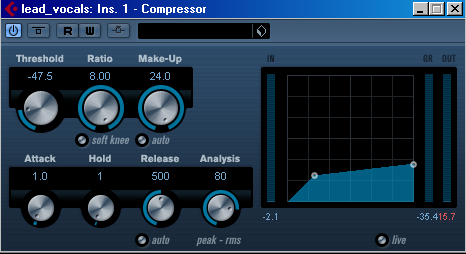 lead_vocals: Ins. 1 - Compressor
R W
Threshold Ratio Make-Up
-47.5 8.00 24.0
soft knee auto
Attack Hold Release Analysis
1.0 1 500 80
auto peak - rms
IN GR OUT
-2.1 -35.4 15.7
live